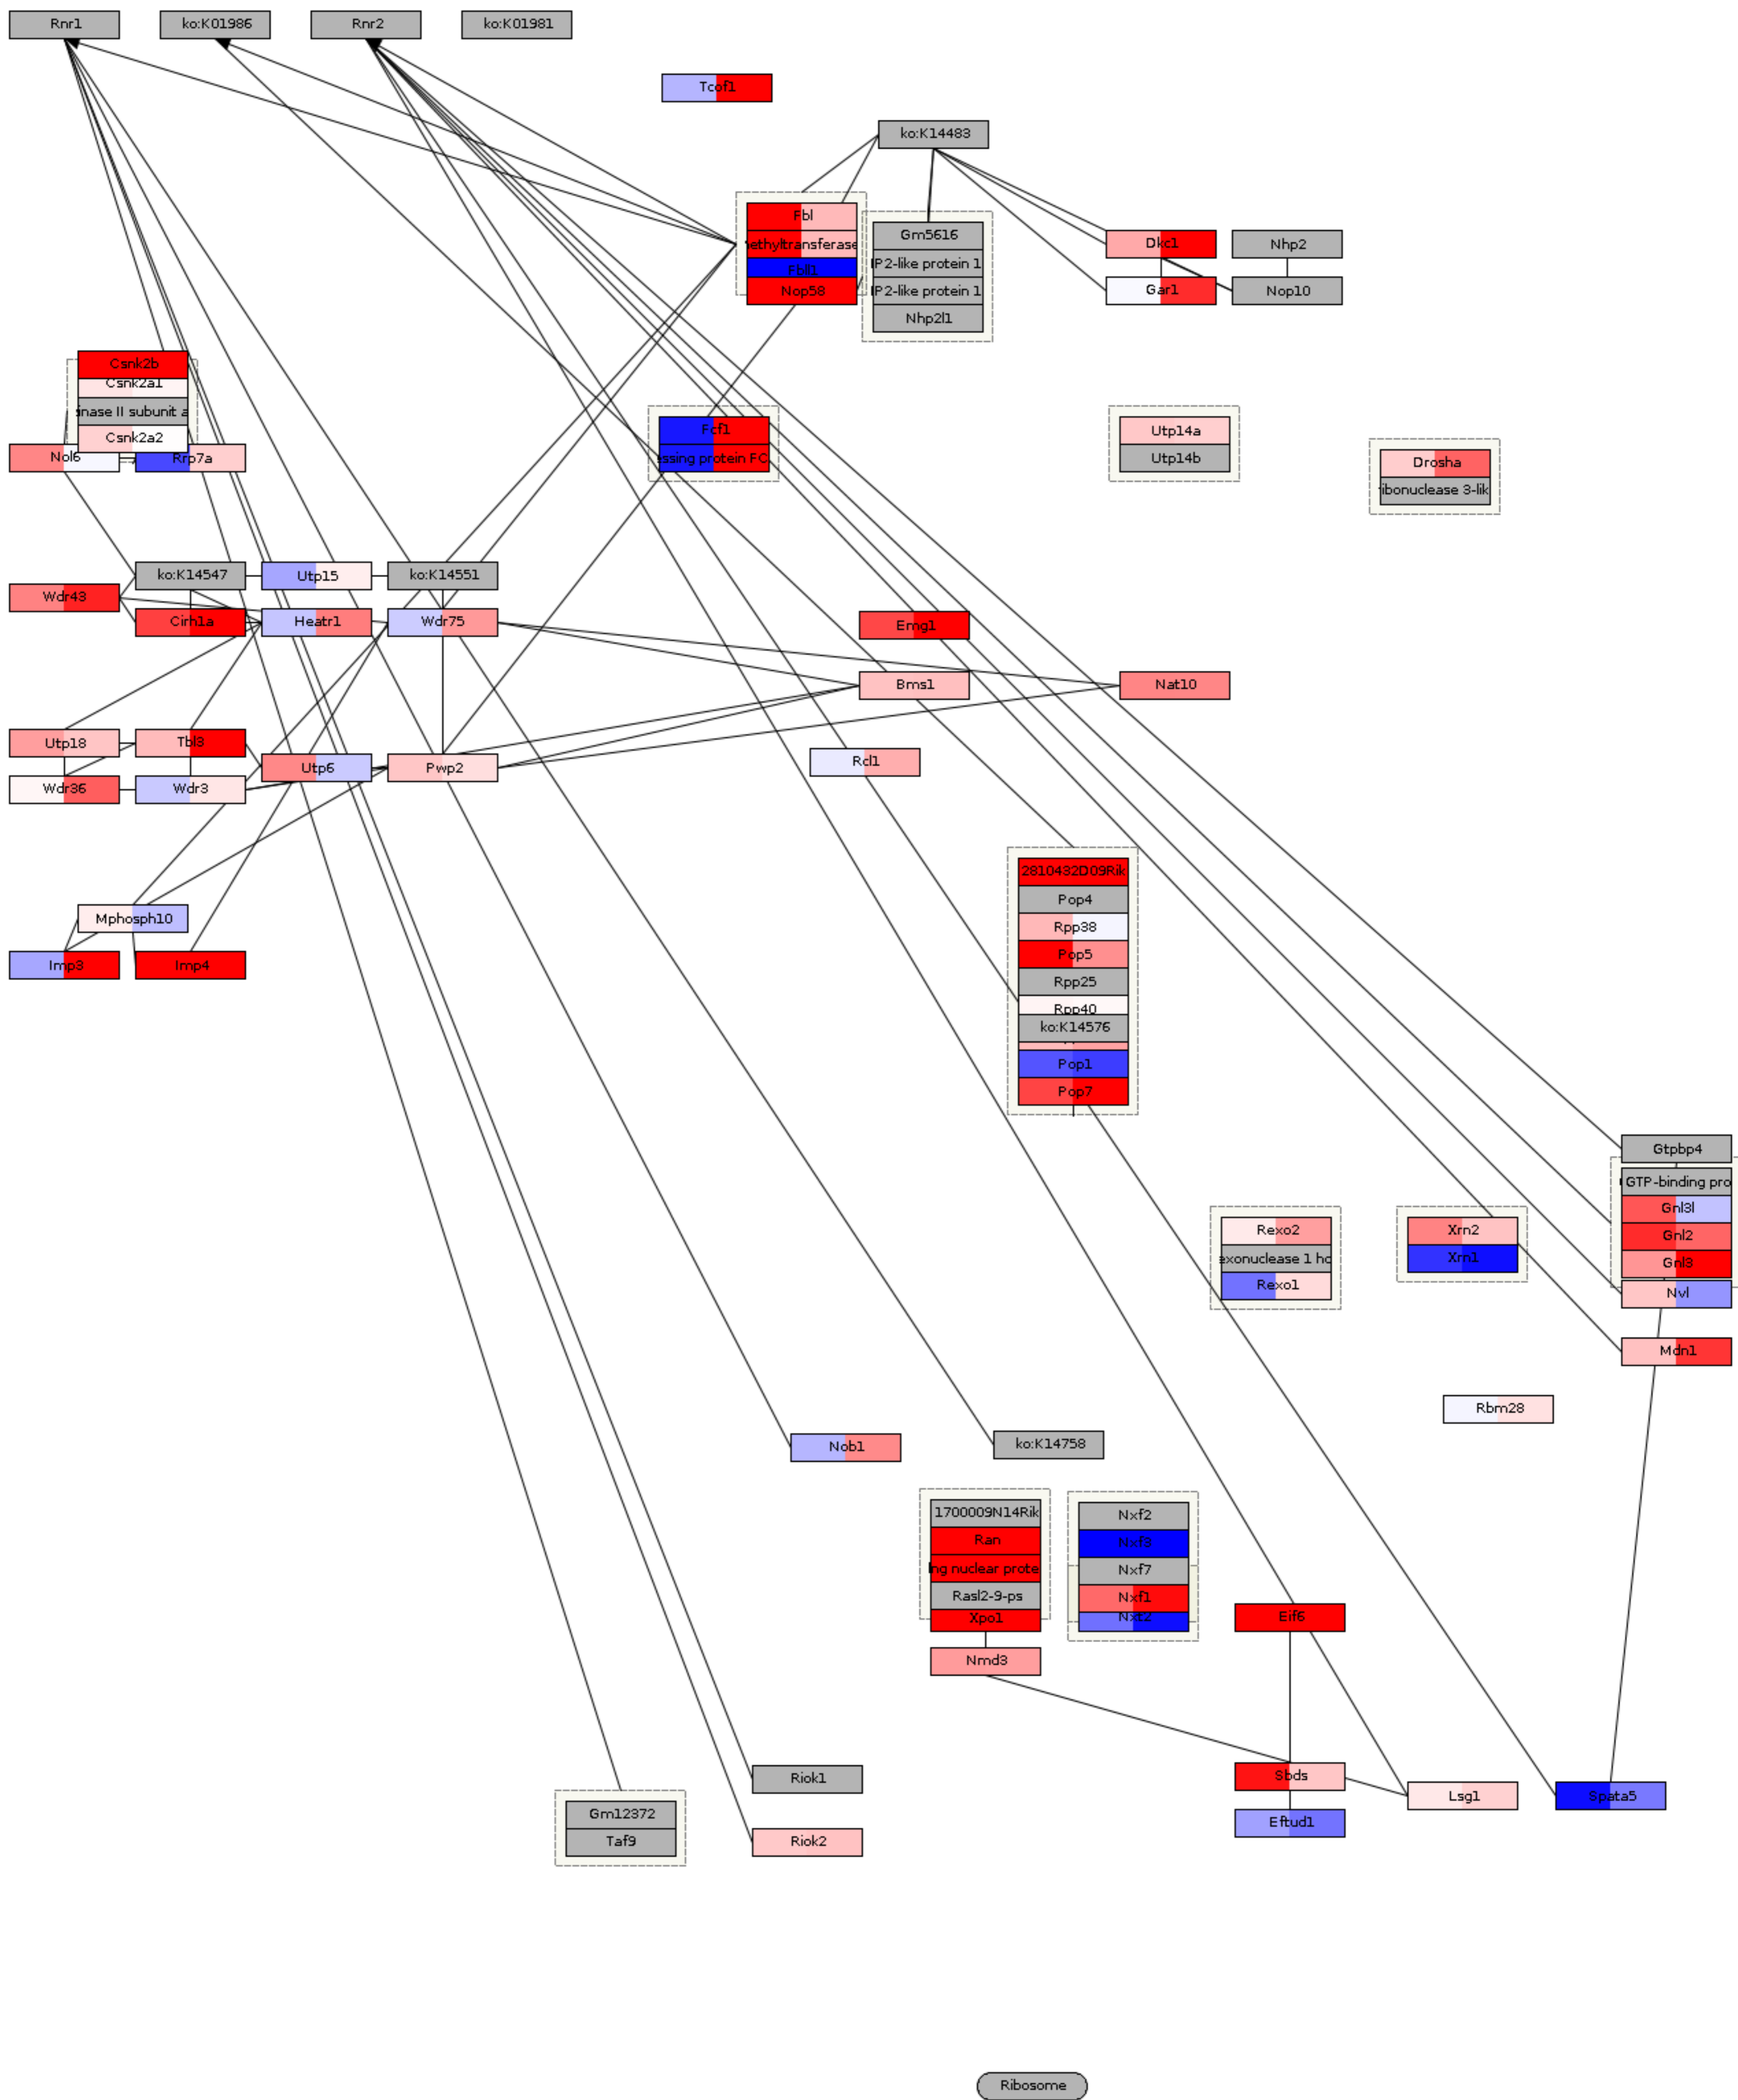 Rnr1
ko:K01986
Rnr2
ko:K01981
Tcof1
ko:K14483
Fbl
ethyltransferase
Fbll1
Nop58
Gm5616
IP2-like protein 1
IP2-like protein 1
Nhp2l1
Dkc1
Nhp2
Gar1
Nop10
Csnk2b
Csnk2a1
inase II subunit a
Csnk2a2
Nol6
Rrp7a
Fcf1
ssing protein FC
Utp14a
Utp14b
Drosha
ribonuclease 3-lik
ko:K14547
Utp15
ko:K14551
Wdr43
Cirh1a
Heatr1
Wdr75
Emg1
Bms1
Nat10
Utp18
Tbl3
Utp6
Pwp2
Rcl1
Wdr36
Wdr3
2810432D09Rik
Pop4
Rpp38
Pop5
Rpp25
Rpp40
ko:K14576
Pop1
Pop7
Mphosph10
Imp3
Imp4
Gtpbp4
GTP-binding pro
Gnl3l
Gnl2
Gnl3
Nvl
Mdn1
Rexo2
exonuclease 1 ho
Rexo1
Xrn2
Xrn1
Rbm28
Nob1
ko:K14758
1700009N14Rik
Ran
ing nuclear prote
Rasl2-9-ps
Xpo1
Nmd3
Nxf2
Nxf3
Nxf7
Nxf1
Nxt2
Eif6
Sbds
Eftud1
Lsg1
Spata5
Riok1
Riok2
Gm12372
Taf9
Ribosome